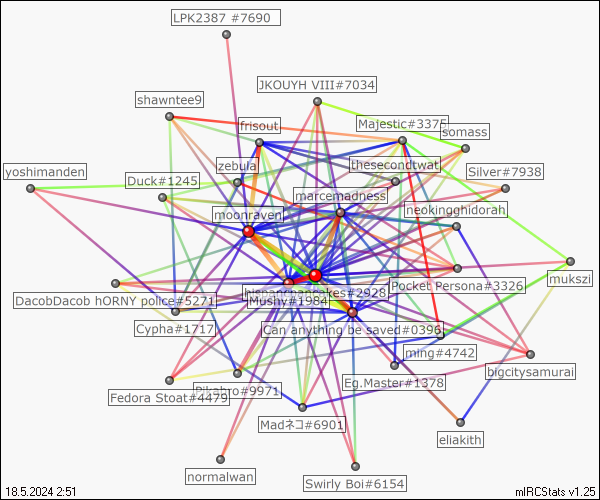 LPK2387 #7690
JKOUYH VIII#7034
shawntee9
frisout
Majestic#3375
somass
zebula
thesecondtwat
yoshimanden
Duck#1245
Silver#7938
marcemadness
moonraven
neokingghidorah
mukszi
Pocket Persona#3326
DacobDacob hORNY police#5271
Mushy#1984
Cypha#1717
Can anything be saved#0396
ming#4742
bigcitysamurai
Eg.Master#1378
Fedora Stoat#4479
#9971
Madネコ#6901
eliakith
normalwan
Swirly Boi#6154
18.5.2024 2:51
mIRCStats v1.25